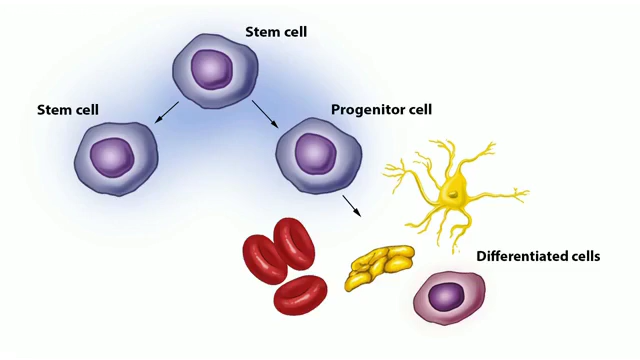 Stem cell
Stem cell
Progenitor cell
Differentiated cells